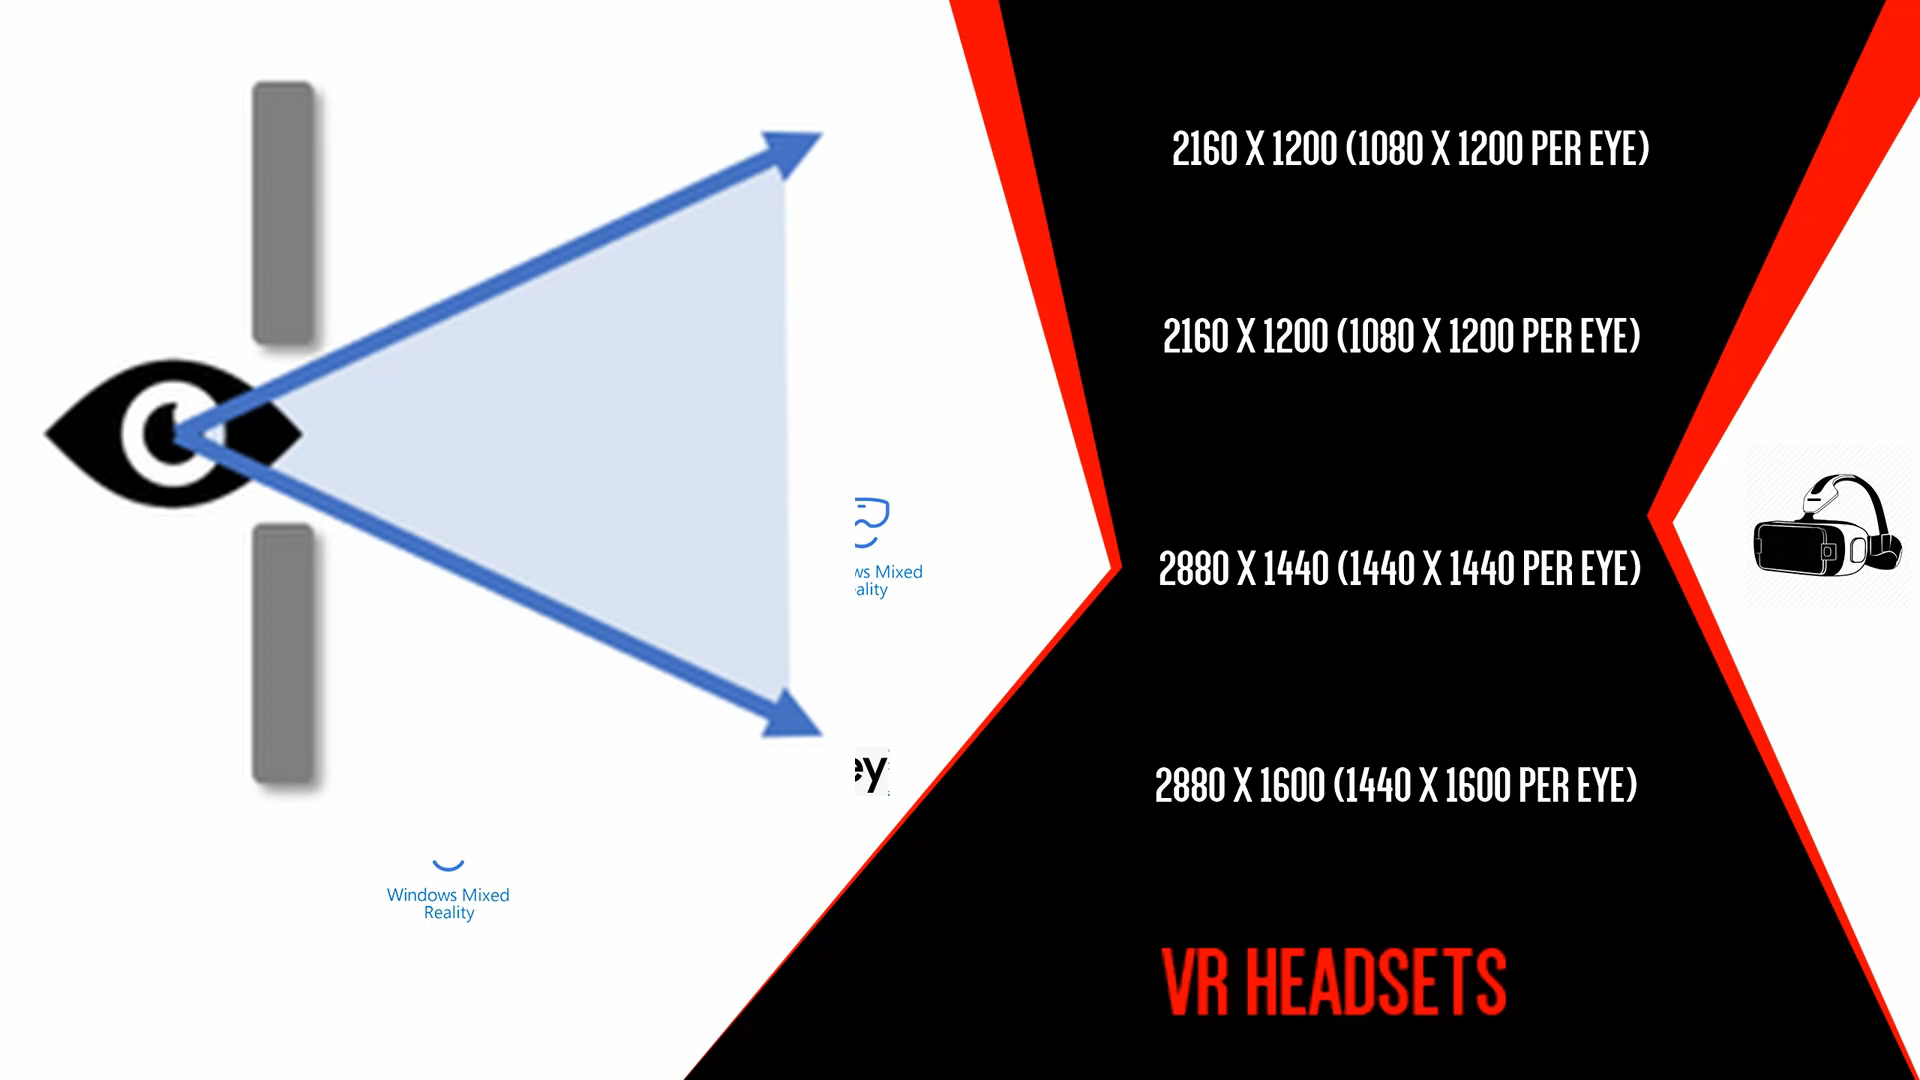 2160 X 1200 (1080 X 1200 PER EYE)
2160 X 1200 (1080 X 1200 PER EYE)
2880 X 1440 (1440 X 1440 PER EYE)
2880 X 1600 (1440 X 1600 PER EYE)
VR HEADSETS
ws Mixed
ality
ey
Windows Mixed
Reality